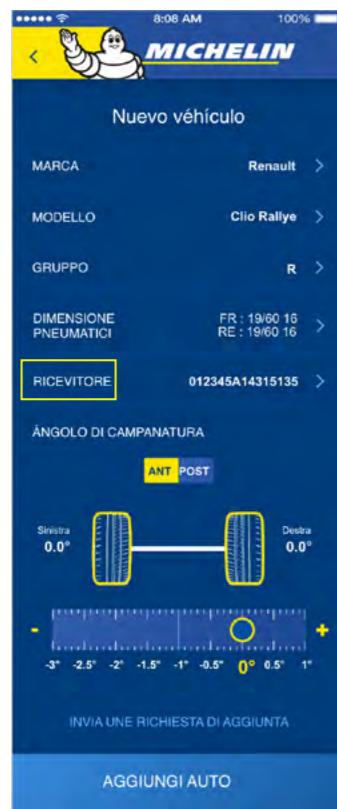 8:08 AM 100%
MICHELIN
Nuevo véhículo
MARCA Renault
MODELLO Clio Rallye
GRUPPO R
DIMENSIONE FR : 19/60 16
PNEUMATICI RE : 19/60 16
RICEVITORE 012345A14315135
ÁNGOLO DI CAMPANATURA
ANT POST
Sinistra Destra
0.0° 0.0°
- +
-3° -2.5° -2° -1.5° -1° -0.5° 0° 0.5° 1°
INVIA UNE RICHIESTA DI AGGIUNTA
AGGIUNGI AUTO